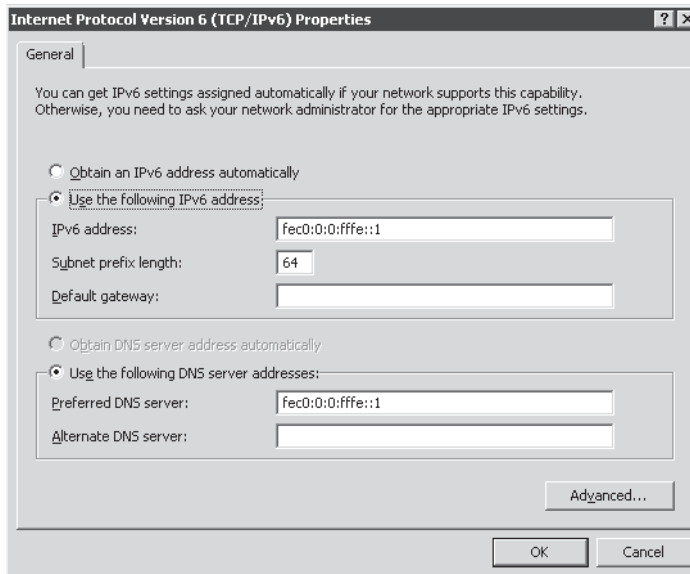 Internet Protocol Version 6 (TCP/IPv6) Properties
? X
General
You can get IPv6 settings assigned automatically if your network supports this capability.
Otherwise, you need to ask your network administrator for the appropriate IPv6 settings.
Obtain an IPv6 address automatically
Use the following IPv6 address:
IPv6 address: fec0:0:0:fffe::1
Subnet prefix length: 64
Default gateway:
Obtain DNS server address automatically
Use the following DNS server addresses:
Preferred DNS server: fec0:0:0:fffe::1
Alternate DNS server:
Advanced...
OK Cancel